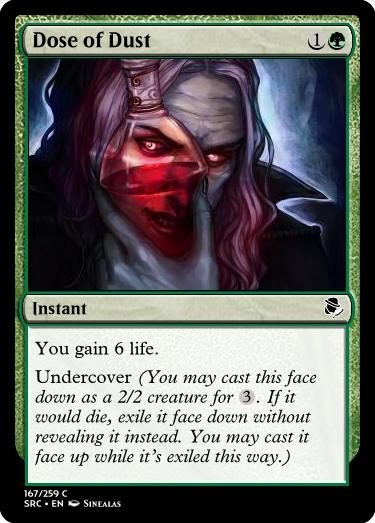 Dose of Dust 1
Instant
You gain 6 life.
Undercover (You may cast this face
down as a 2/2 creature for 3. If it
would die, exile it face down without
revealing it instead. You may cast it
face up while it's exiled this way.)
167/259 C
SRC • EN Sinealas